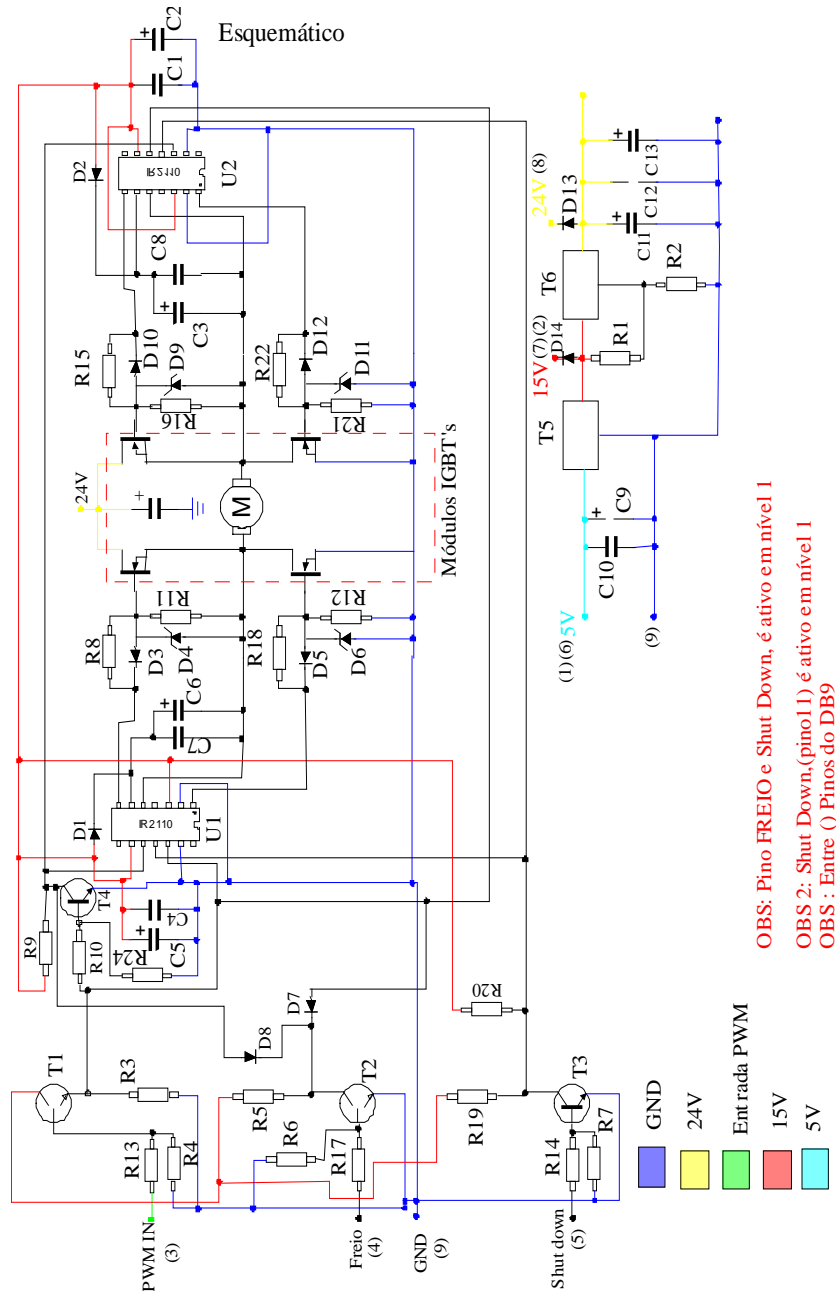 Esquemático
C2
C1
D2
IR2110
U2
C8
C3
R15
D10
D9
R16
R22
D12
D11
R21
24V
M
Módulos IGBT's
R8
D3
R11
D4
R18
D5
R12
D6
C6
C7
D1
IR2110
U1
R9
T4
R10
R24
C4
C5
T1
R3
R13
R4
PWM IN
(3)
D8
D7
R5
R6
T2
R17
Freio
(4)
GND
(9)
R20
R19
T3
R14
R7
Shut down
(5)
24V (8)
D13
C13
C12
C11
T6
R2
R1
15V (7) (2)
D14
T5
C9
C10
(1) (6) 5V
(9)
OBS: Pino FREIO e Shut Down, é ativo em nível 1
OBS 2: Shut Down,(pino11) é ativo em nível 1
OBS : Entre () Pinos do DB9
GND
24V
Entrada PWM
15V
5V